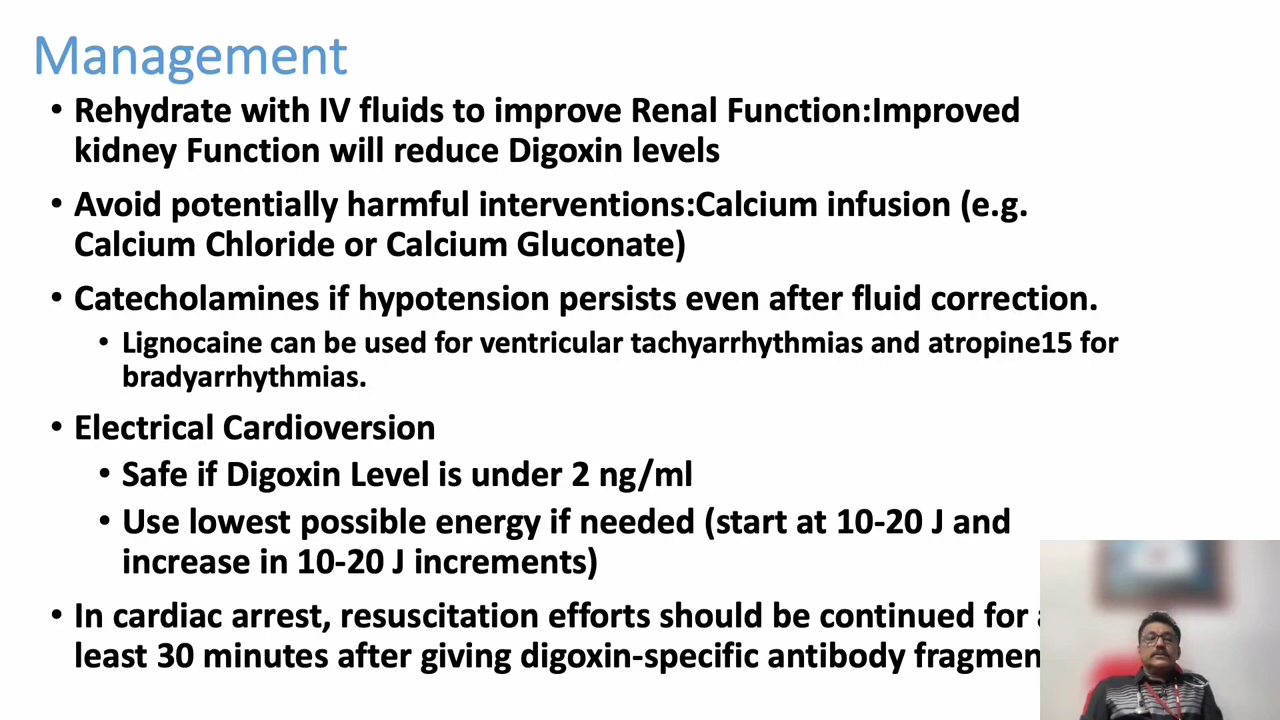 Management
• Rehydrate with IV fluids to improve Renal Function:Improved
kidney Function will reduce Digoxin levels
• Avoid potentially harmful interventions:Calcium infusion (e.g.
Calcium Chloride or Calcium Gluconate)
• Catecholamines if hypotension persists even after fluid correction.
• Lignocaine can be used for ventricular tachyarrhythmias and atropine15 for
bradyarrhythmias.
• Electrical Cardioversion
• Safe if Digoxin Level is under 2 ng/ml
• Use lowest possible energy if needed (start at 10-20 J and
increase in 10-20 J increments)
• In cardiac arrest, resuscitation efforts should be continued for
least 30 minutes after giving digoxin-specific antibody